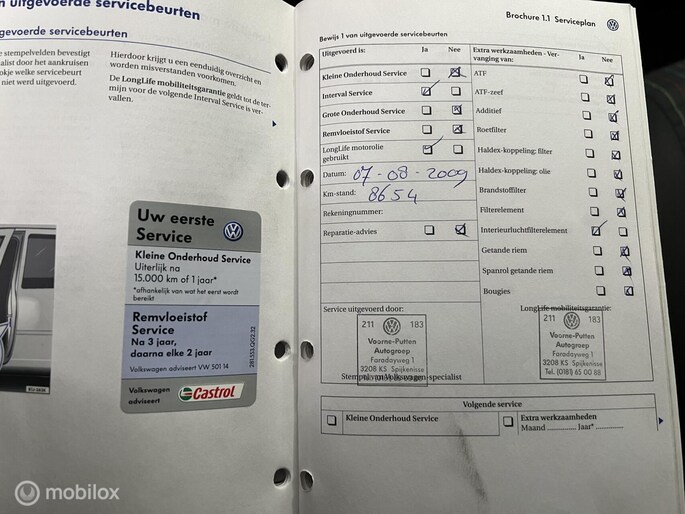 n uitgevoerde servicebeurten
gevoerde servicebeurten
e stempelvelden bevestigt
alist door het aankruisen
okje welke servicebeurt
niet werd uitgevoerd.
Hierdoor krijgt u een eenduidig overzicht en
worden misverstanden voorkomen.
De LongLife mobiliteitsgarantie geldt tot de ter-
mijn voor de volgende Interval Service is ver-
vallen.
Uw eerste
Service
Kleine Onderhoud Service
Uiterlijk na
15.000 km of 1 jaar*
*afhankelijk van wat het eerst wordt
bereikt
Remvloeistof
Service
Na 3 jaar,
daarna elke 2 jaar
Volkswagen adviseert VW 501 14
Volkswagen
adviseert
Castrol
Brochure 1.1 Serviceplan
Bewijs 1 van uitgevoerde servicebeurten
Uitgevoerd is: Ja Nee
Kleine Onderhoud Service
Interval Service
Grote Onderhoud Service
Remvloeistof Service
LongLife motorolie
gebruikt
Datum: 07-08-2009
Km-stand: 8654
Rekeningnummer:
Reparatie-advies
Extra werkzaamheden - Ver-
vanging van: Ja Nee
ATF
ATF-zeef
Additief
Roetfilter
Haldex-koppeling: filter
Haldex-koppeling: olie
Brandstoffilter
Filterelement
Interieurluchtfilterelement
Getande riem
Spanrol getande riem
Bougies
Service uitgevoerd door:
211 183
Voorne-Putten
Autogroep
Faradayweg 1
3208 KS Spijkenisse
Stempel van Volkswagen-specialist
LongLife mobiliteitsgarantie:
211 183
Voorne-Putten
Autogroep
Faradayweg 1
3208 KS Spijkenisse
Tel. (0181) 65 00 88
Volgende service
Kleine Onderhoud Service
Extra werkzaamheden
Maand ............ Jaar* ............
mobilox